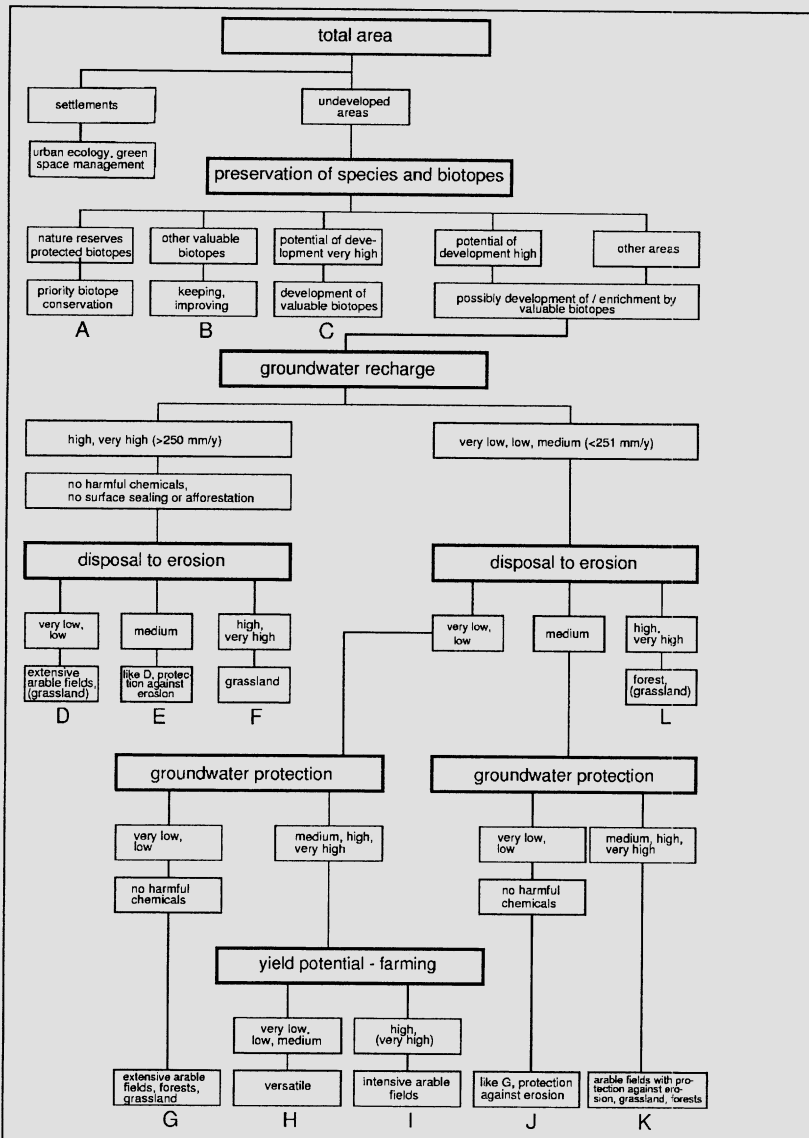 total area
settlements
undeveloped
areas
urban ecology, green
space management
preservation of species and biotopes
nature reserves
protected biotopes
other valuable
biotopes
potential of deve-
lopment very high
potential of
development high
other areas
priority biotope
conservation
keeping,
improving
development of
valuable biotopes
possibly development of / enrichment by
valuable biotopes
A
B
C
groundwater recharge
high, very high (>250 mm/y)
very low, low, medium (<251 mm/y)
no harmful chemicals,
no surface sealing or afforestation
disposal to erosion
disposal to erosion
very low,
low
medium
high,
very high
very low,
low
medium
high,
very high
extensive
arable fields,
(grassland)
like D, protec-
tion against
erosion
grassland
forest,
(grassland)
D
E
F
L
groundwater protection
groundwater protection
very low,
low
medium, high,
very high
very low,
low
medium, high,
very high
no harmful
chemicals
no harmful
chemicals
yield potential - farming
very low,
low, medium
high,
(very high)
extensive arable
fields, forests,
grassland
versatile
intensive arable
fields
like G, protection
against erosion
arable fields with pro-
tection against ero-
sion, grassland, forests
G
H
I
J
K